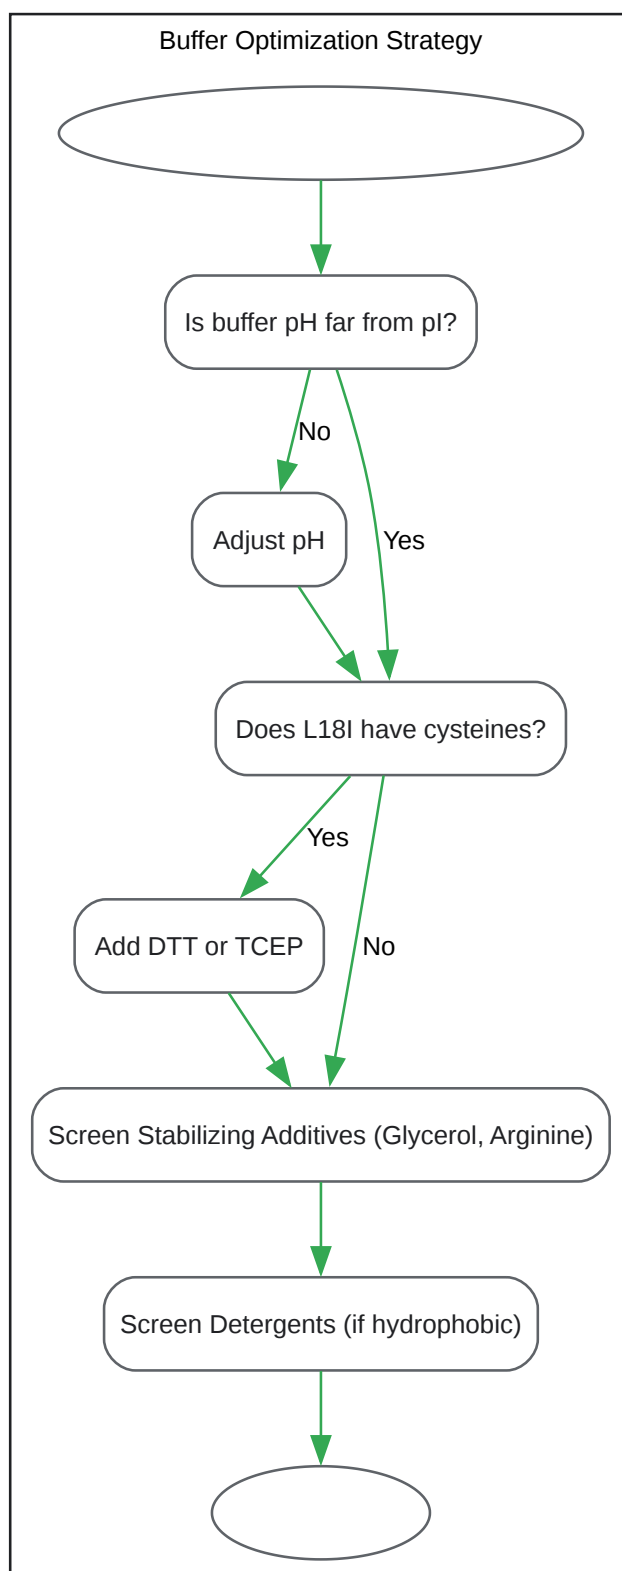 Buffer Optimization Strategy
Is buffer pH far from pI?
No
Adjust pH
Yes
Does L18I have cysteines?
Yes
Add DTT or TCEP
No
Screen Stabilizing Additives (Glycerol, Arginine)
Screen Detergents (if hydrophobic)